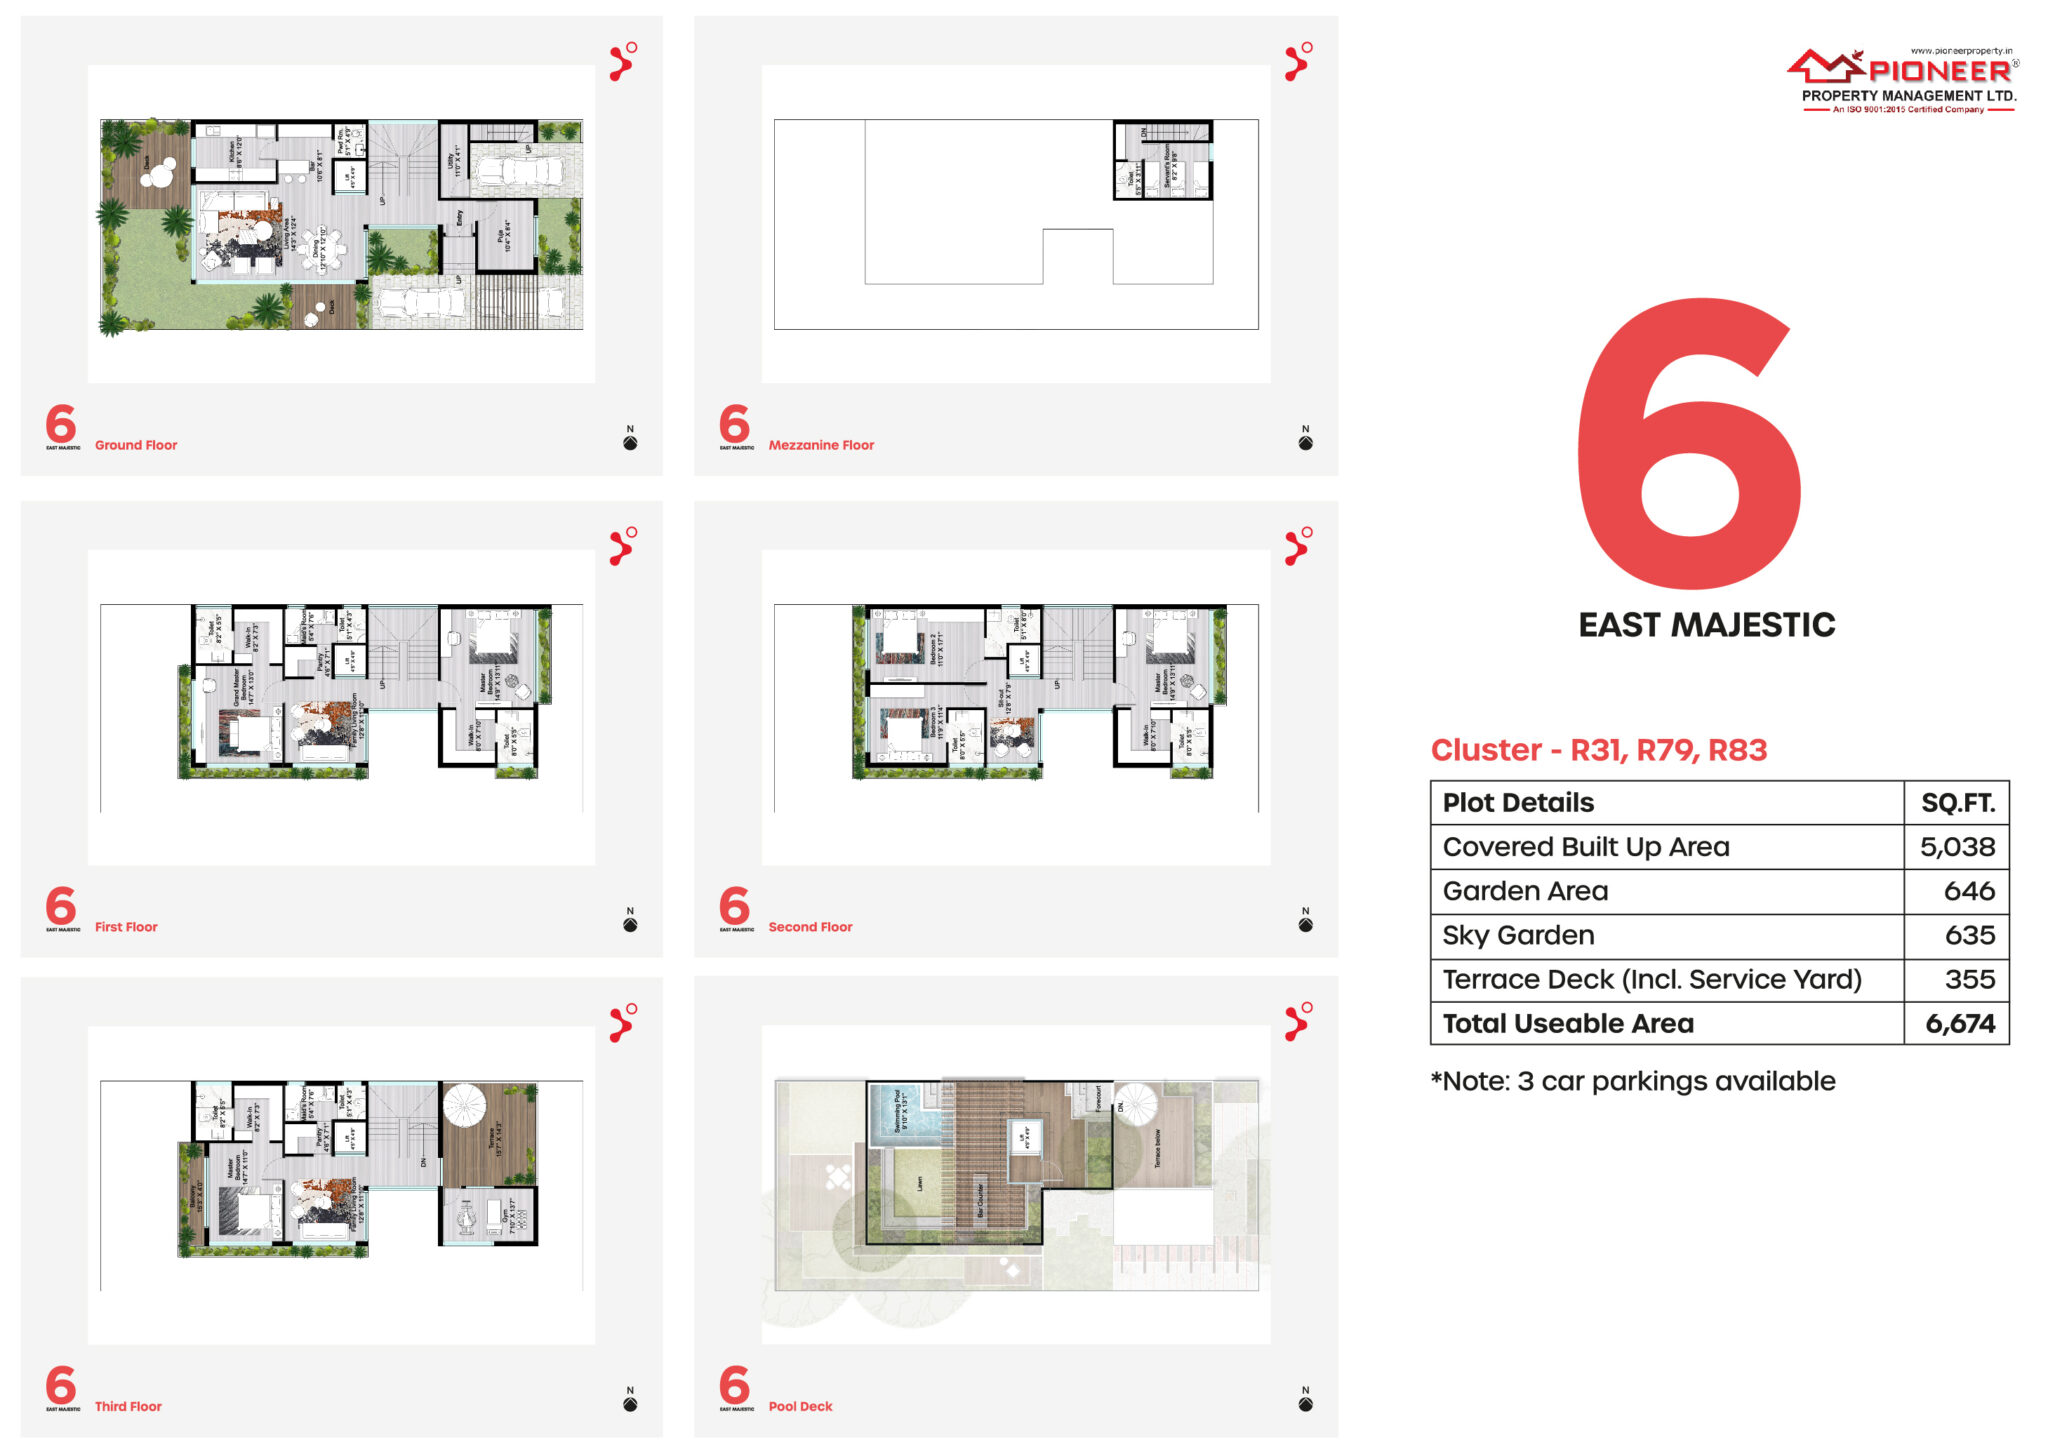 www.pioneerproperty.in
PIONEER®
PROPERTY MANAGEMENT LTD.
An ISO 9001:2015 Certified Company
Deck
Kitchen
8'6" X 12'0"
Bar
10'6" X 8'1"
Pwd Rm.
5'1" X 4'9"
Lift
4'5" X 4'9"
UP
Utility
11'0" X 4'1"
UP
Living Area
14'3" X 12'4"
Dining
12'10" X 12'10"
Entry
Puja
10'4" X 8'4"
UP
Deck
6
EAST MAJESTIC
Ground Floor
N
DN
Toilet
5'5" X 3'11"
Servant's Room
8'2" X 9'8"
6
EAST MAJESTIC
Mezzanine Floor
N
6
EAST MAJESTIC
Toilet
8'2" X 5'5"
Walk-In
8'2" X 7'3"
Maid's Room
5'4" X 7'6"
Toilet
5'1" X 4'3"
Pantry
4'6" X 7'1"
Lift
4'5" X 4'9"
UP
Grand Master
Bedroom
14'7" X 13'0"
Family Living Room
12'8" X 11'10"
Master
Bedroom
14'9" X 13'11"
Walk-In
8'0" X 7'10"
Toilet
8'0" X 5'5"
6
EAST MAJESTIC
First Floor
N
Bedroom 2
11'0" X 17'1"
Toilet
5'1" X 8'0"
Lift
4'5" X 4'9"
UP
Sit-out
12'8" X 7'9"
Bedroom 3
11'9" X 11'4"
Toilet
8'0" X 5'5"
Master
Bedroom
14'9" X 13'11"
Walk-In
8'0" X 7'10"
Toilet
8'0" X 5'5"
6
EAST MAJESTIC
Second Floor
N
Cluster - R31, R79, R83
Plot Details SQ.FT.
Covered Built Up Area 5,038
Garden Area 646
Sky Garden 635
Terrace Deck (Incl. Service Yard) 355
Total Useable Area 6,674
*Note: 3 car parkings available
Toilet
8'2" X 5'5"
Walk-In
8'2" X 7'3"
Maid's Room
5'4" X 7'6"
Toilet
5'1" X 4'3"
Pantry
4'6" X 7'1"
Lift
4'5" X 4'9"
DN
Terrace
15'7" X 14'3"
Balcony
15'3" X 4'0"
Master
Bedroom
14'7" X 11'0"
Family Living Room
12'8" X 11'10"
Gym
7'10" X 13'7"
6
EAST MAJESTIC
Third Floor
N
Swimming Pool
9'10" X 13'1"
Forecourt
DN.
Lift
4'5" X 4'9"
Terrace below
Lawn
Bar Counter
6
EAST MAJESTIC
Pool Deck
N